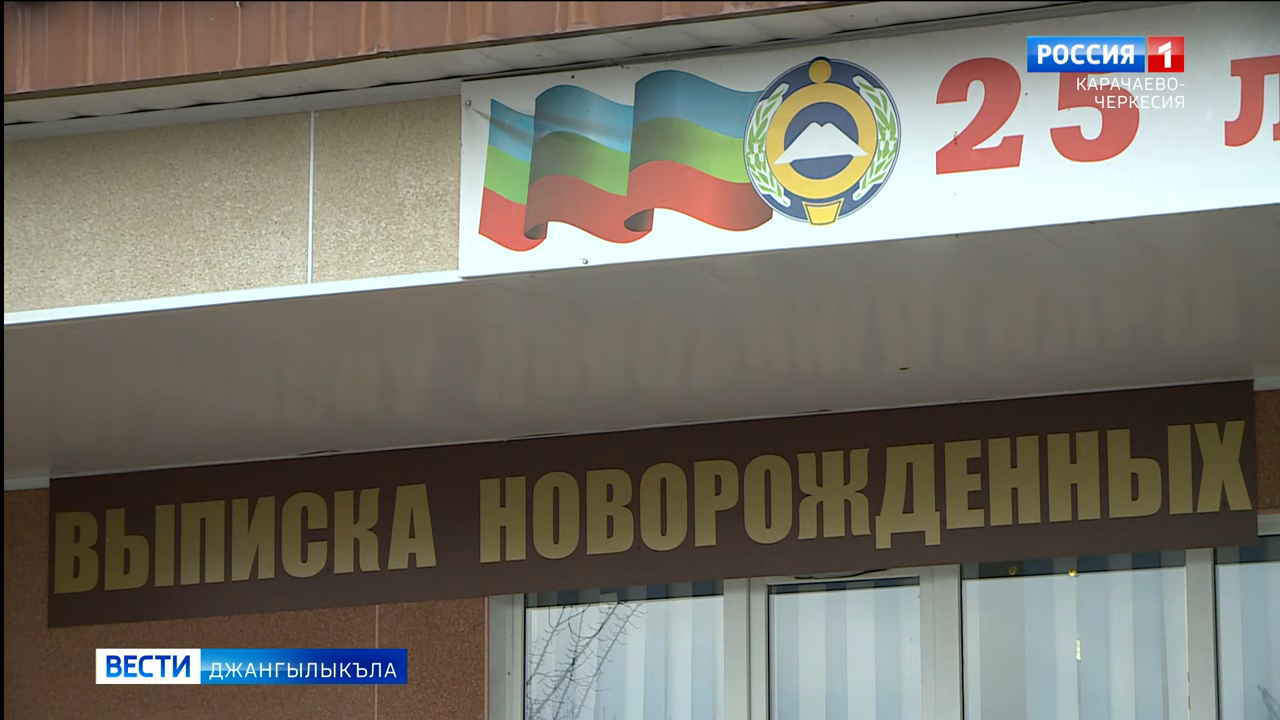 РОССИЯ 1
КАРАЧАЕВО-
ЧЕРКЕСИЯ
25
ВЫПИСКА НОВОРОЖДЕННЫХ
ВЕСТИ ДЖАНГЫЛЫКЪЛА